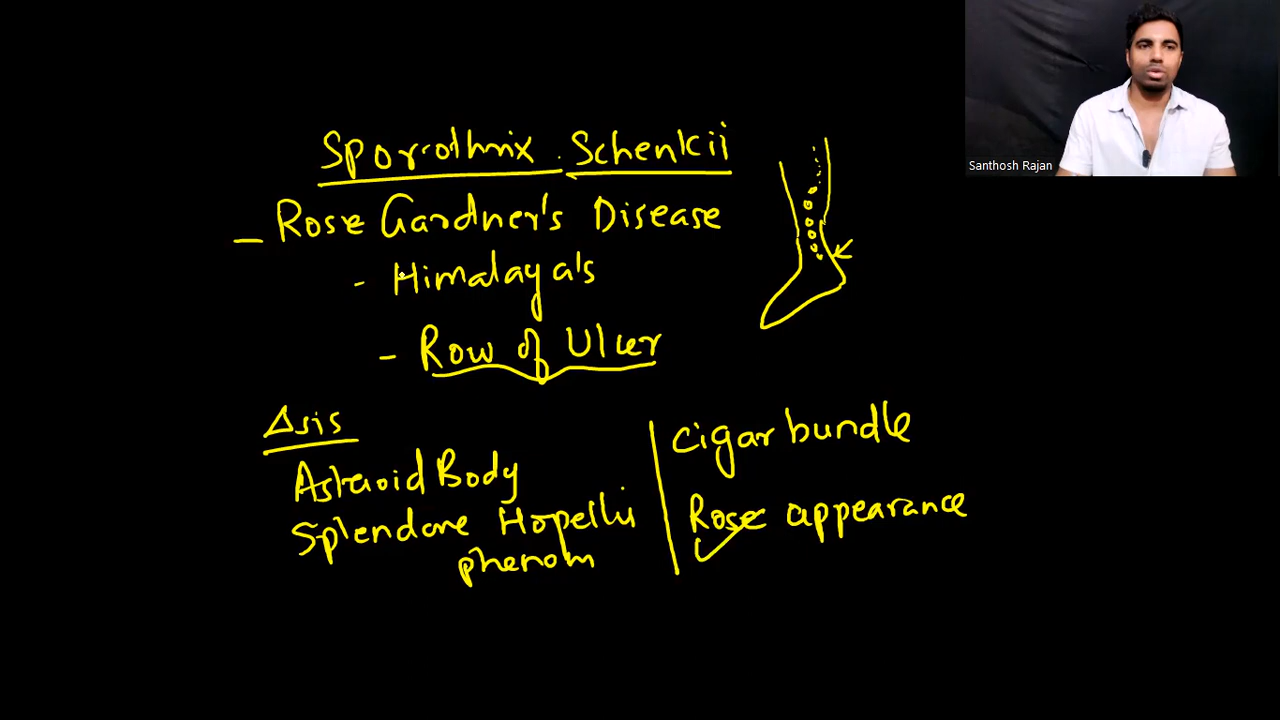 Sporothrix Schenkii
Santhosh Rajan
- Rose Gardner's Disease
- Himalaya's
- Row of Ulcer
Δsis
Asteroid Body
Splendore Hopellii
phenom
cigar bundle
Rose appearance